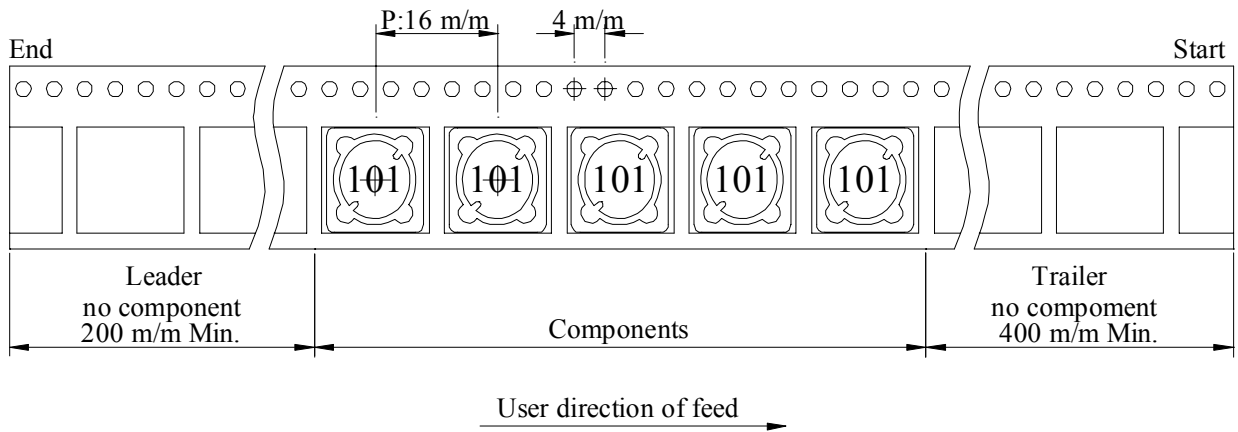 P:16 m/m
4 m/m
End
Start
101
101
101
101
101
Leader
no component
200 m/m Min.
Components
Trailer
no compoment
400 m/m Min.
User direction of feed